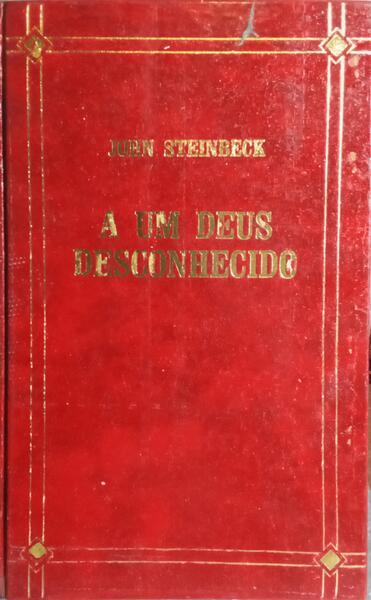 JOHN STEINBECK
A UM DEUS
DESCONHECIDO